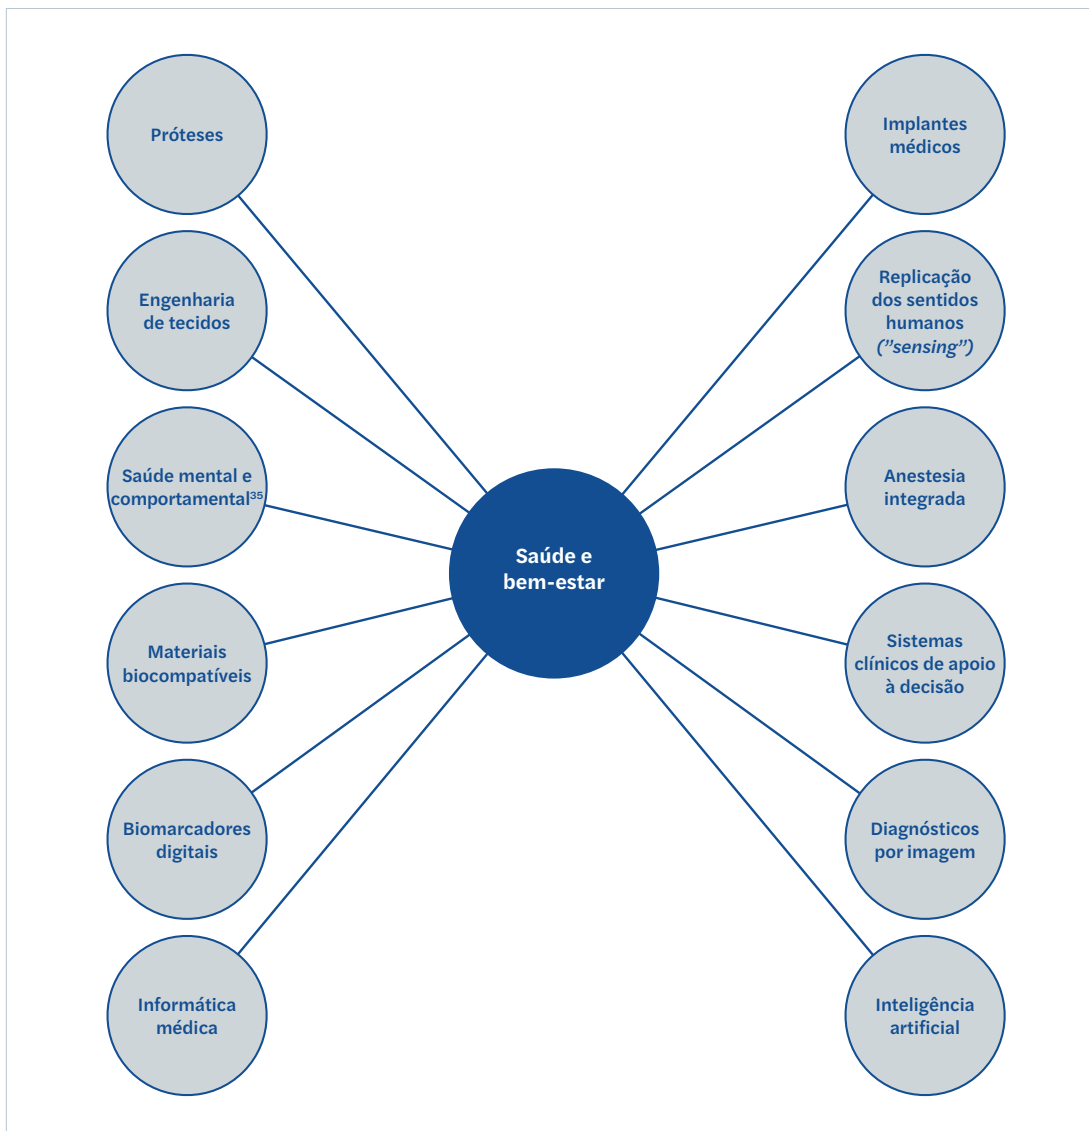 Próteses
Engenharia
de tecidos
Saúde mental e
comportamental³⁵
Materiais
biocompatíveis
Biomarcadores
digitais
Informática
médica
Saúde e
bem-estar
Implantes
médicos
Replicação
dos sentidos
humanos
(”sensing”)
Anestesia
integrada
Sistemas
clínicos de apoio
à decisão
Diagnósticos
por imagem
Inteligência
artificial